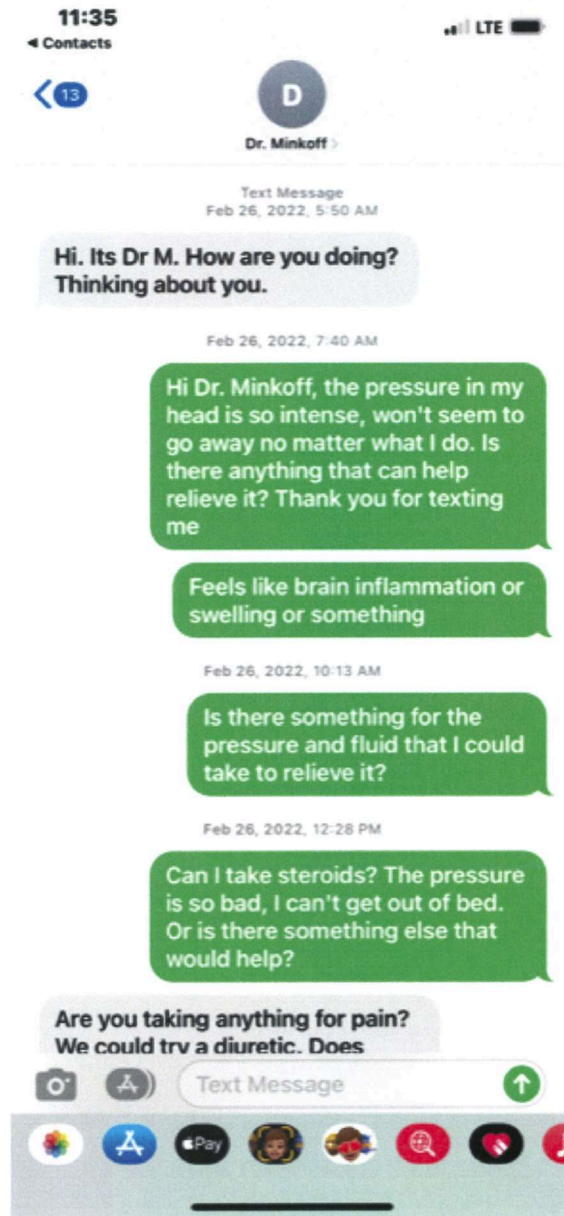 11:35
Contacts
LTE
13
D
Dr. Minkoff
Text Message
Feb 26, 2022, 5:50 AM
Hi. Its Dr M. How are you doing?
Thinking about you.
Feb 26, 2022, 7:40 AM
Hi Dr. Minkoff, the pressure in my
head is so intense, won't seem to
go away no matter what I do. Is
there anything that can help
relieve it? Thank you for texting
me
Feels like brain inflammation or
swelling or something
Feb 26, 2022, 10:13 AM
Is there something for the
pressure and fluid that I could
take to relieve it?
Feb 26, 2022, 12:28 PM
Can I take steroids? The pressure
is so bad, I can't get out of bed.
Or is there something else that
would help?
Are you taking anything for pain?
We could try a diuretic. Does
Text Message
Pay